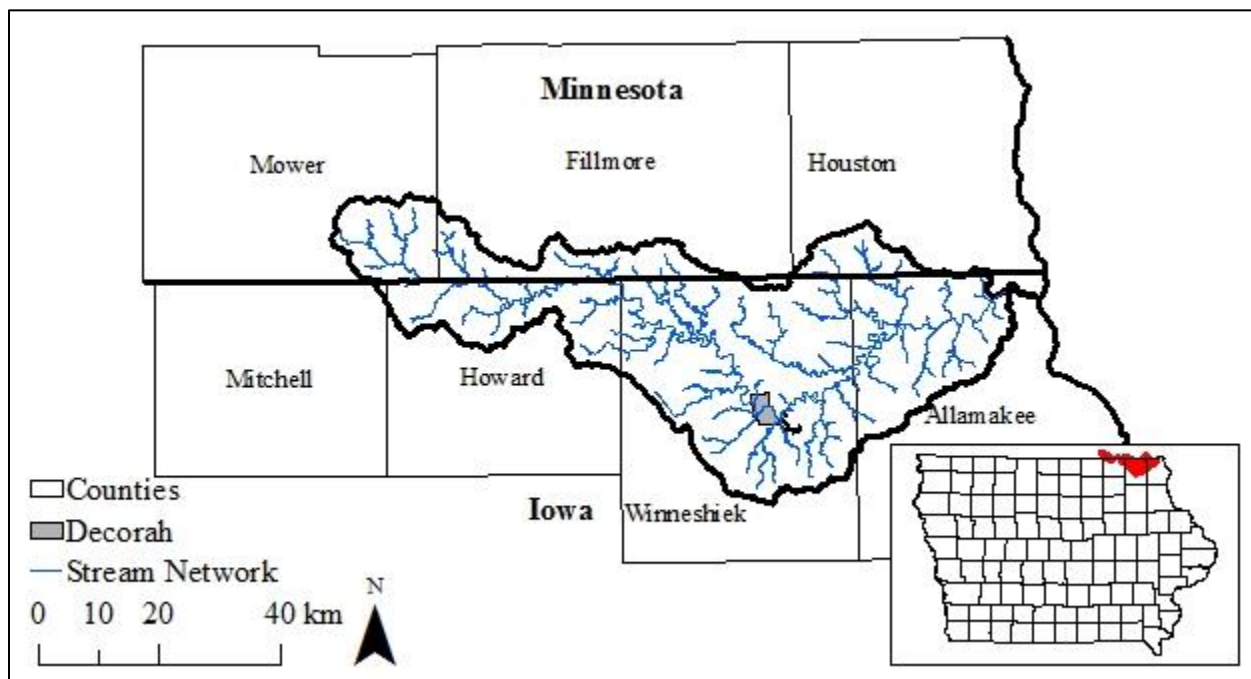 Minnesota
Mower
Fillmore
Houston
Mitchell
Howard
Allamakee
Iowa
Winneshiek
Counties
Decorah
Stream Network
0 10 20 40 km
N